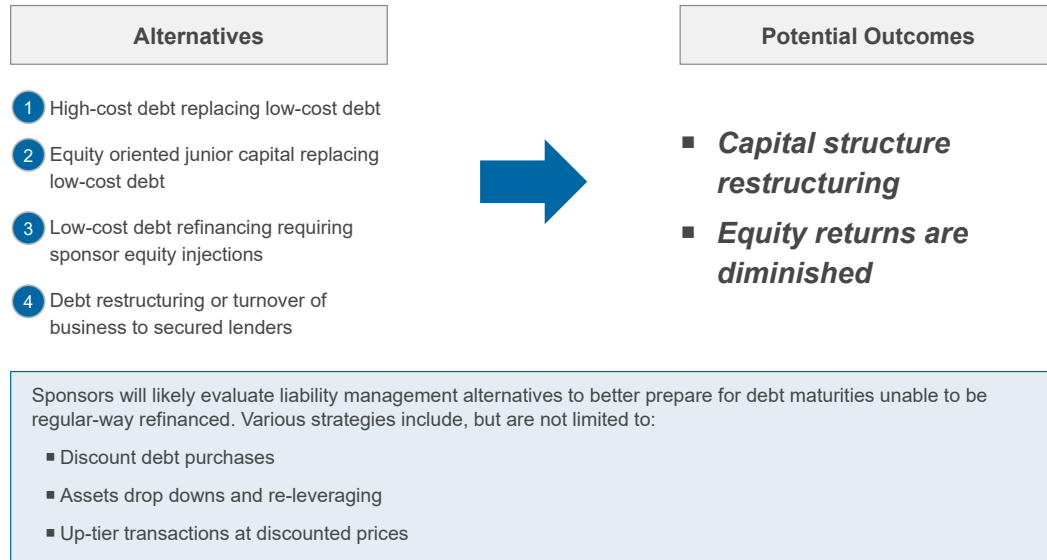 Alternatives
Potential Outcomes
1 High-cost debt replacing low-cost debt
2 Equity oriented junior capital replacing
low-cost debt
3 Low-cost debt refinancing requiring
sponsor equity injections
4 Debt restructuring or turnover of
business to secured lenders
▪ Capital structure
restructuring
▪ Equity returns are
diminished
Sponsors will likely evaluate liability management alternatives to better prepare for debt maturities unable to be
regular-way refinanced. Various strategies include, but are not limited to:
▪ Discount debt purchases
▪ Assets drop downs and re-leveraging
▪ Up-tier transactions at discounted prices